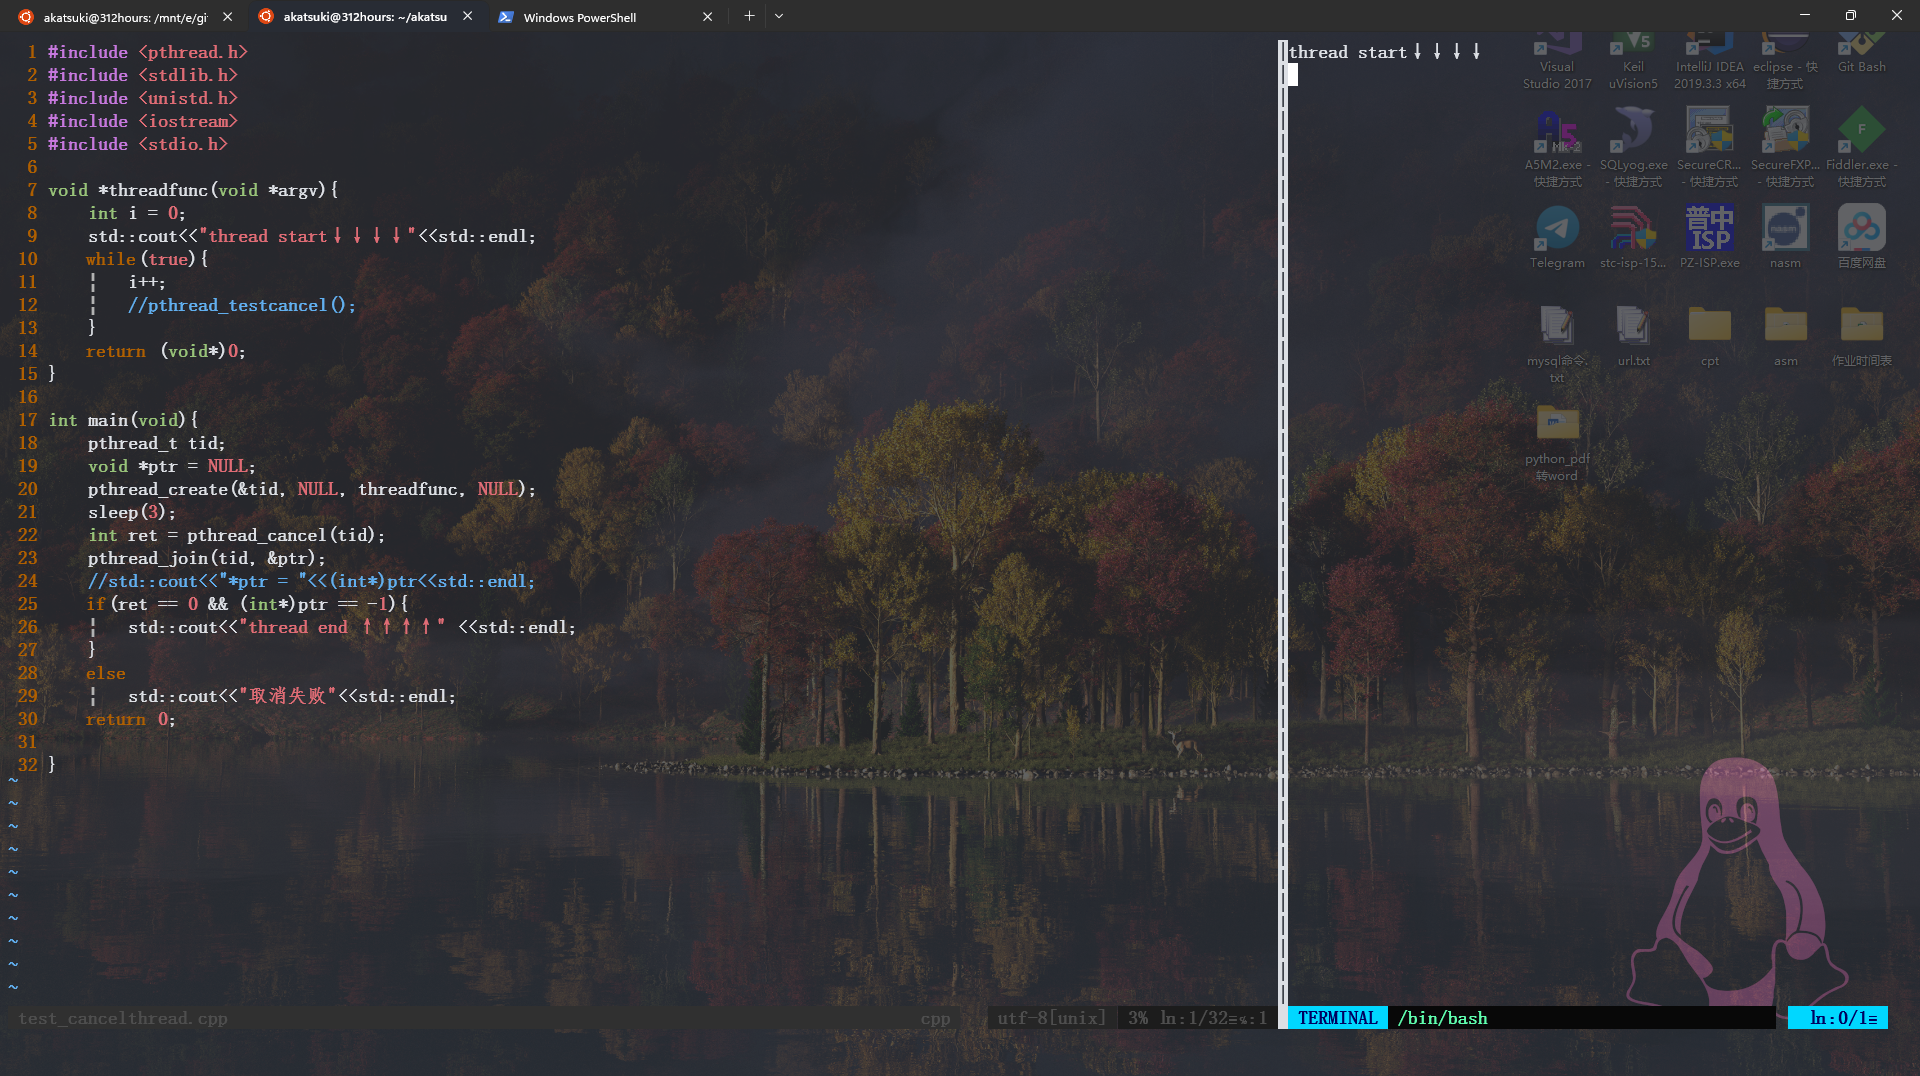 akatsuki@312hours: /mnt/e/gi
akatsuki@312hours: ~/akatsu
Windows PowerShell
1 #include <pthread.h>
2 #include <stdlib.h>
3 #include <unistd.h>
4 #include <iostream>
5 #include <stdio.h>
6
7 void *threadfunc(void *argv){
8     int i = 0;
9     std::cout<<"thread start↓↓↓↓"<<std::endl;
10     while(true){
11     ¦   i++;
12     ¦   //pthread_testcancel();
13     }
14     return (void*)0;
15 }
16
17 int main(void){
18     pthread_t tid;
19     void *ptr = NULL;
20     pthread_create(&tid, NULL, threadfunc, NULL);
21     sleep(3);
22     int ret = pthread_cancel(tid);
23     pthread_join(tid, &ptr);
24     //std::cout<<"*ptr = "<<(int*)ptr<<std::endl;
25     if(ret == 0 && (int*)ptr == -1){
26     ¦   std::cout<<"thread end ↑↑↑↑" <<std::endl;
27     }
28     else
29     ¦   std::cout<<"取消失败"<<std::endl;
30     return 0;
31
32 }
~
~
~
~
~
~
~
~
~
~
test_cancelthread.cpp
cpp
utf-8[unix]
3% ln:1/32≡℅:1
thread start↓↓↓↓
TERMINAL
/bin/bash
ln:0/1≡
Visual
Studio 2017
Keil
uVision5
IntelliJ IDEA
2019.3.3 x64
eclipse - 快
捷方式
Git Bash
A5M2.exe -
快捷方式
SQLyog.exe
- 快捷方式
SecureCR...
- 快捷方式
SecureFXP...
- 快捷方式
Fiddler.exe -
快捷方式
Telegram
stc-isp-15...
普中
ISP
PZ-ISP.exe
nasm
nasm
百度网盘
mysql命令.
txt
url.txt
cpt
asm
作业时间表
python_pdf
转word